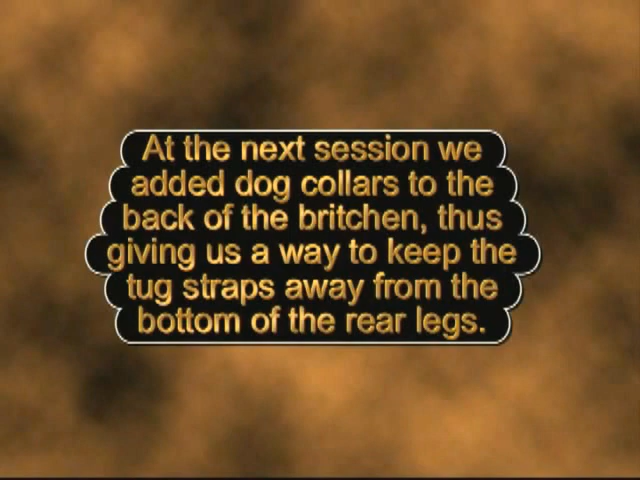 At the next session we
added dog collars to the
back of the britchen, thus
giving us a way to keep the
tug straps away from the
bottom of the rear legs.